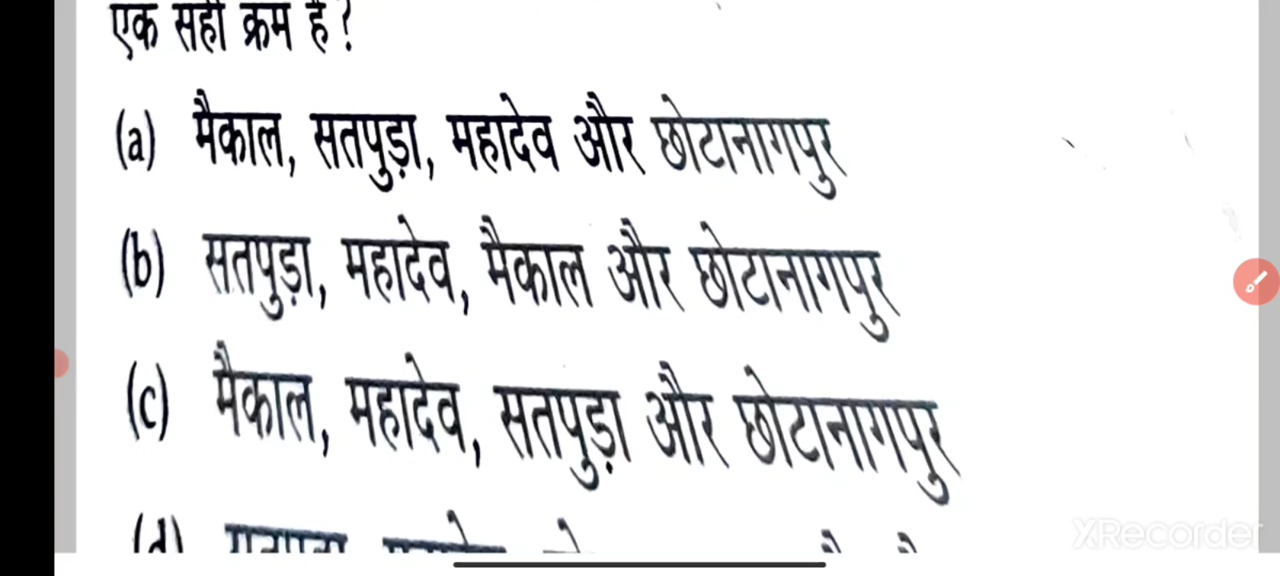 एक सही क्रम है ?
(a) मैकाल, सतपुड़ा, महादेव और छोटानागपुर
(b) सतपुड़ा, महादेव, मैकाल और छोटानागपुर
(c) मैकाल, महादेव, सतपुड़ा और छोटानागपुर
(d)
XRecorder